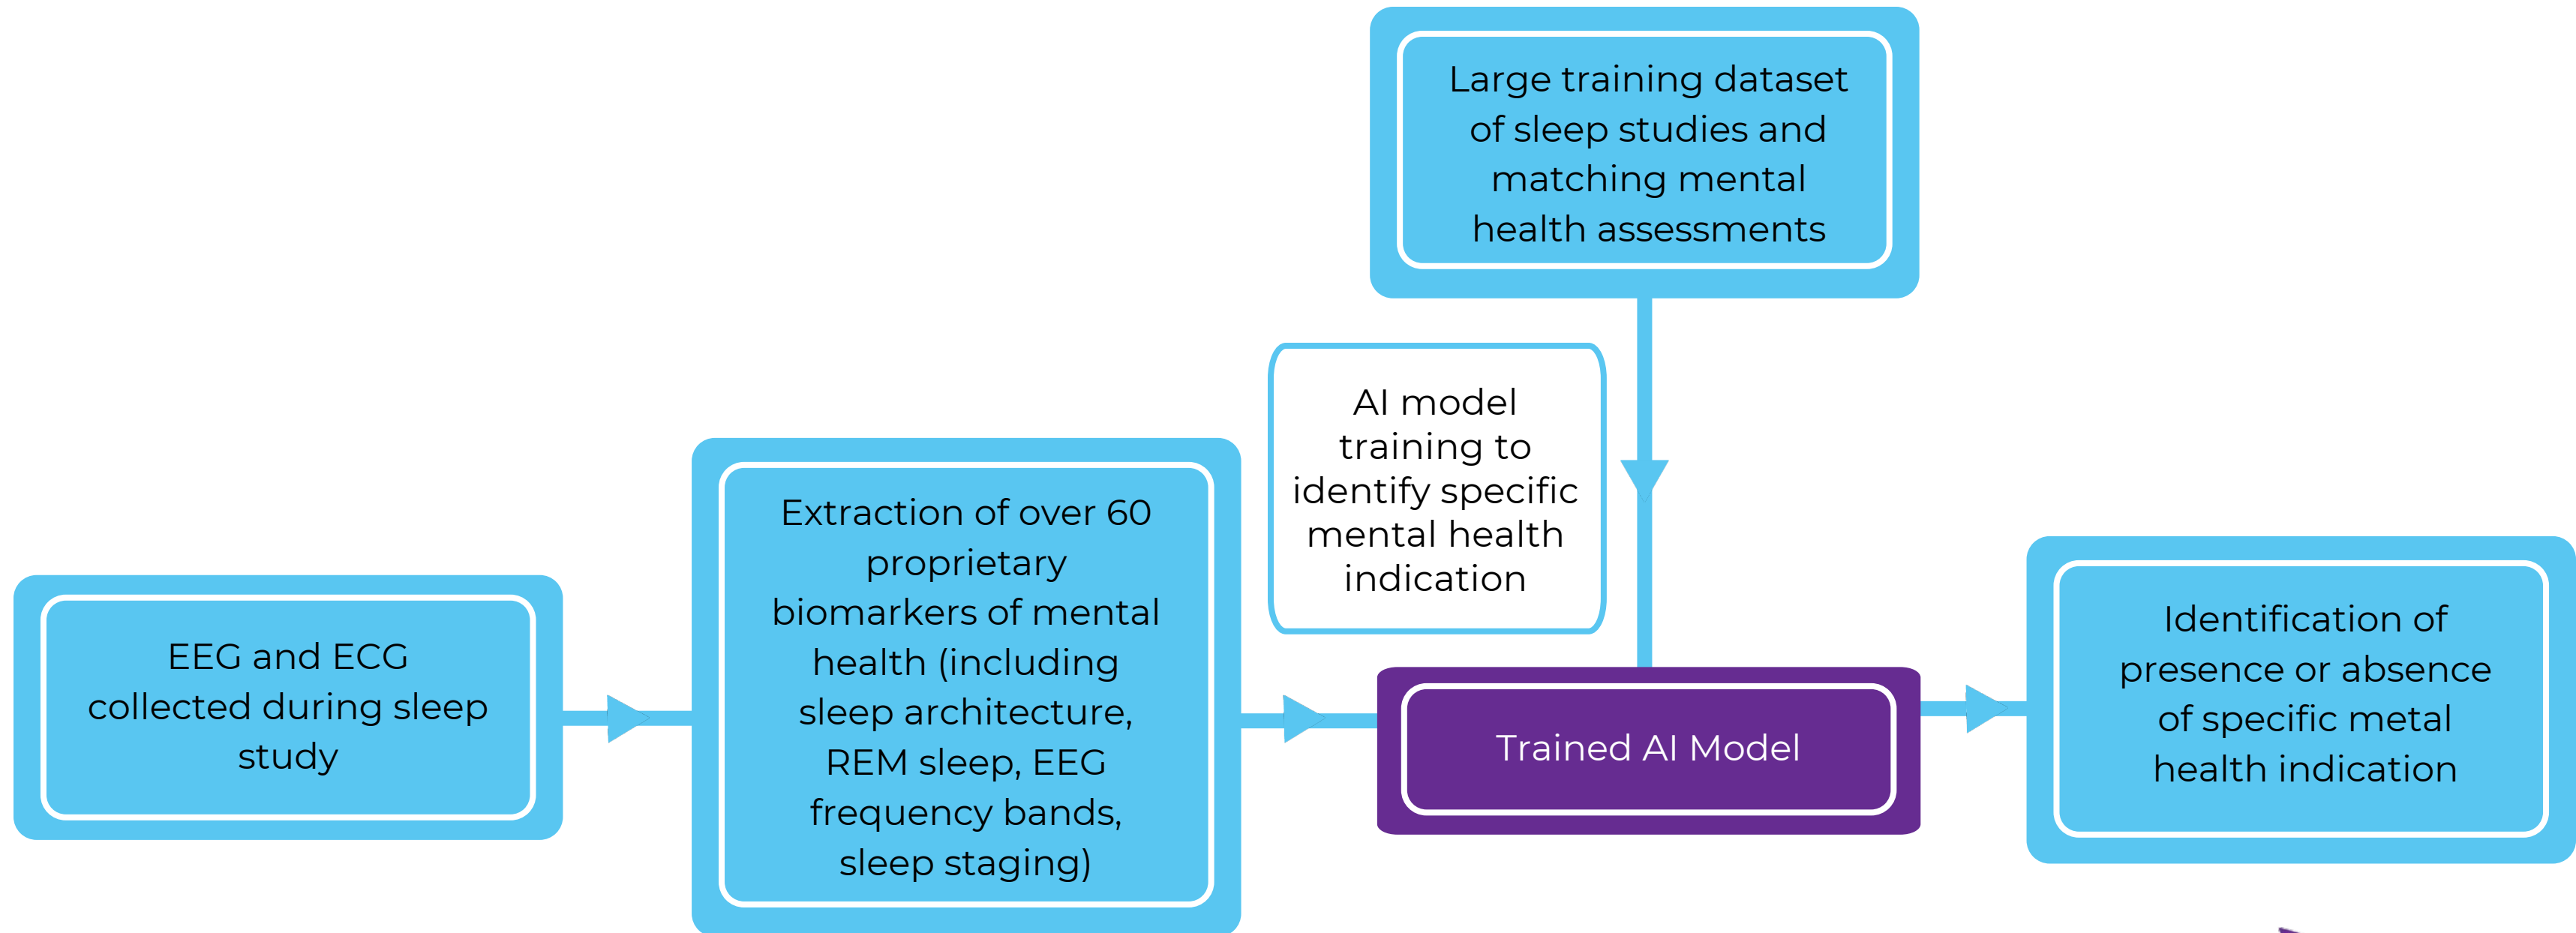 Large training dataset
of sleep studies and
matching mental
health assessments
AI model
training to
identify specific
mental health
indication
EEG and ECG
collected during sleep
study
Extraction of over 60
proprietary
biomarkers of mental
health (including
sleep architecture,
REM sleep, EEG
frequency bands,
sleep staging)
Trained AI Model
Identification of
presence or absence
of specific metal
health indication